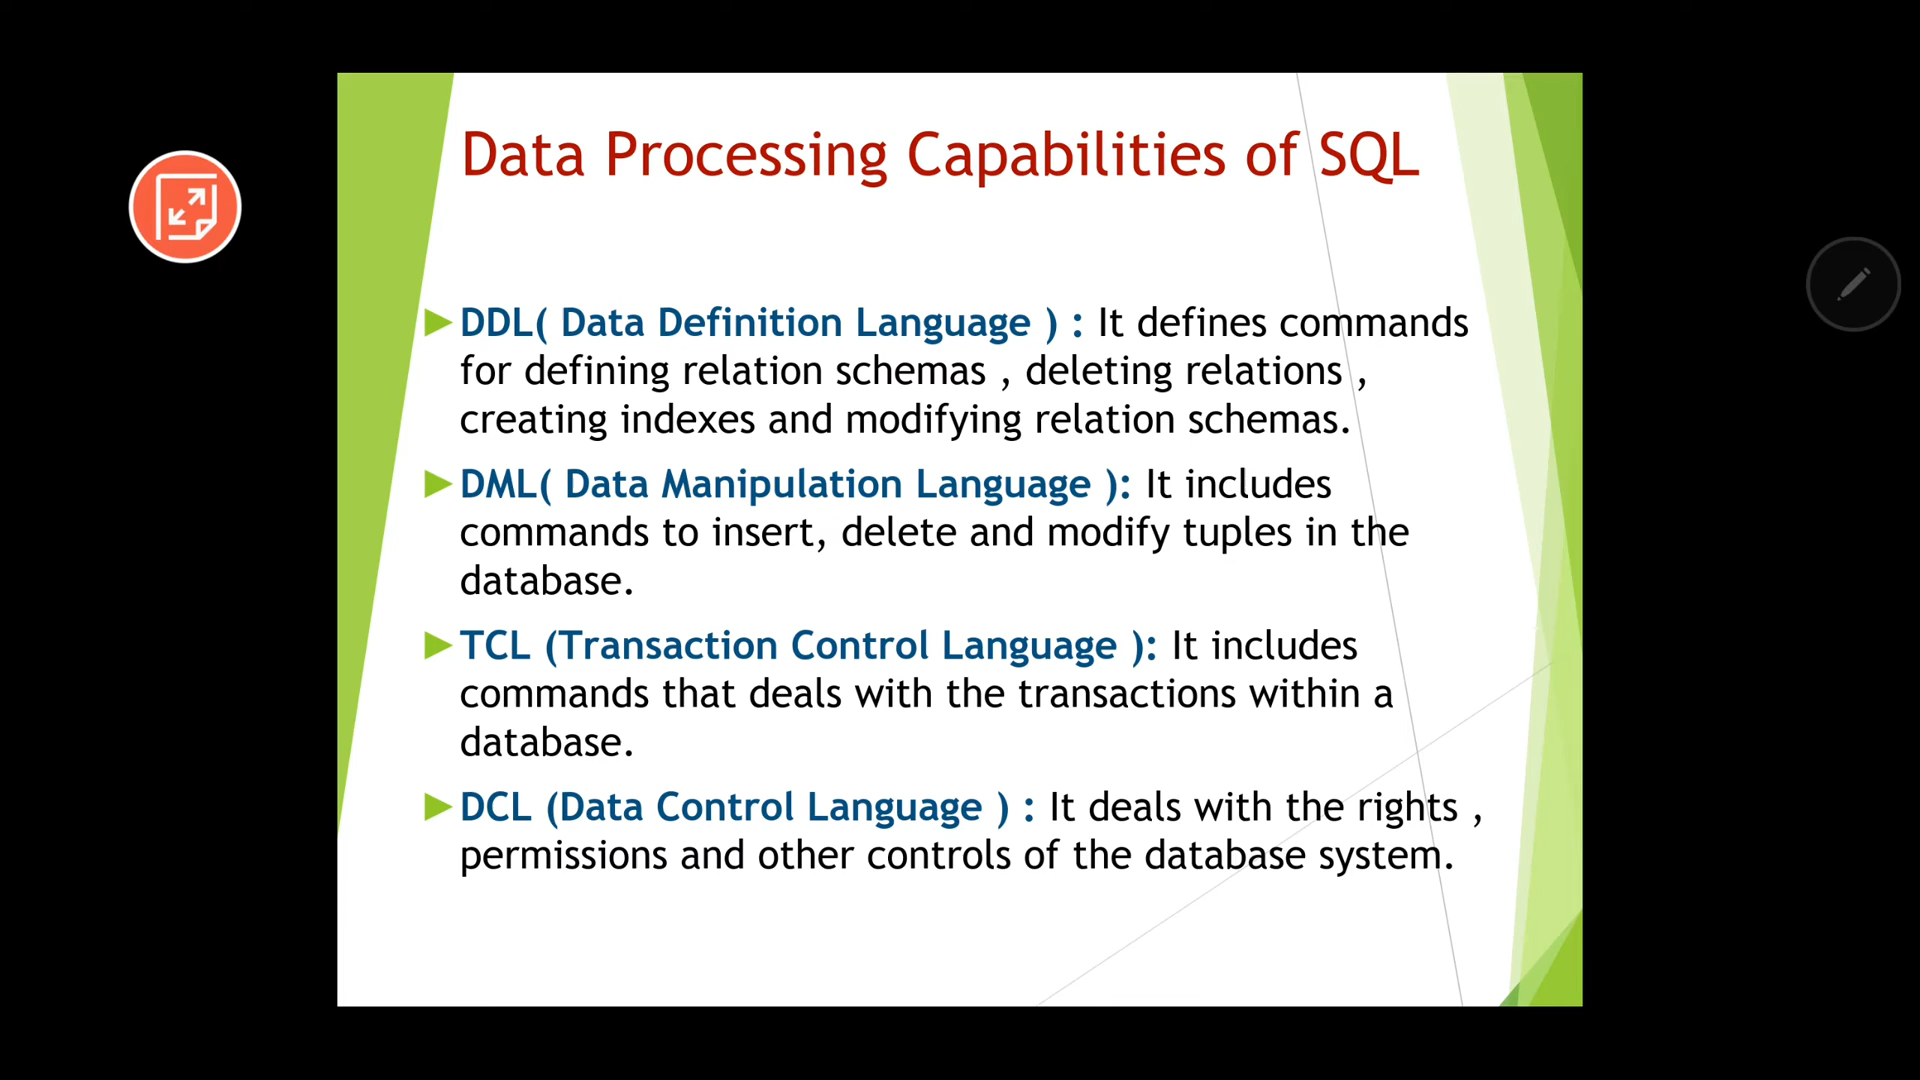 Data Processing Capabilities of SQL
DDL( Data Definition Language ) : It defines commands
for defining relation schemas , deleting relations ,
creating indexes and modifying relation schemas.
DML( Data Manipulation Language ): It includes
commands to insert, delete and modify tuples in the
database.
TCL (Transaction Control Language ): It includes
commands that deals with the transactions within a
database.
DCL (Data Control Language ) : It deals with the rights ,
permissions and other controls of the database system.